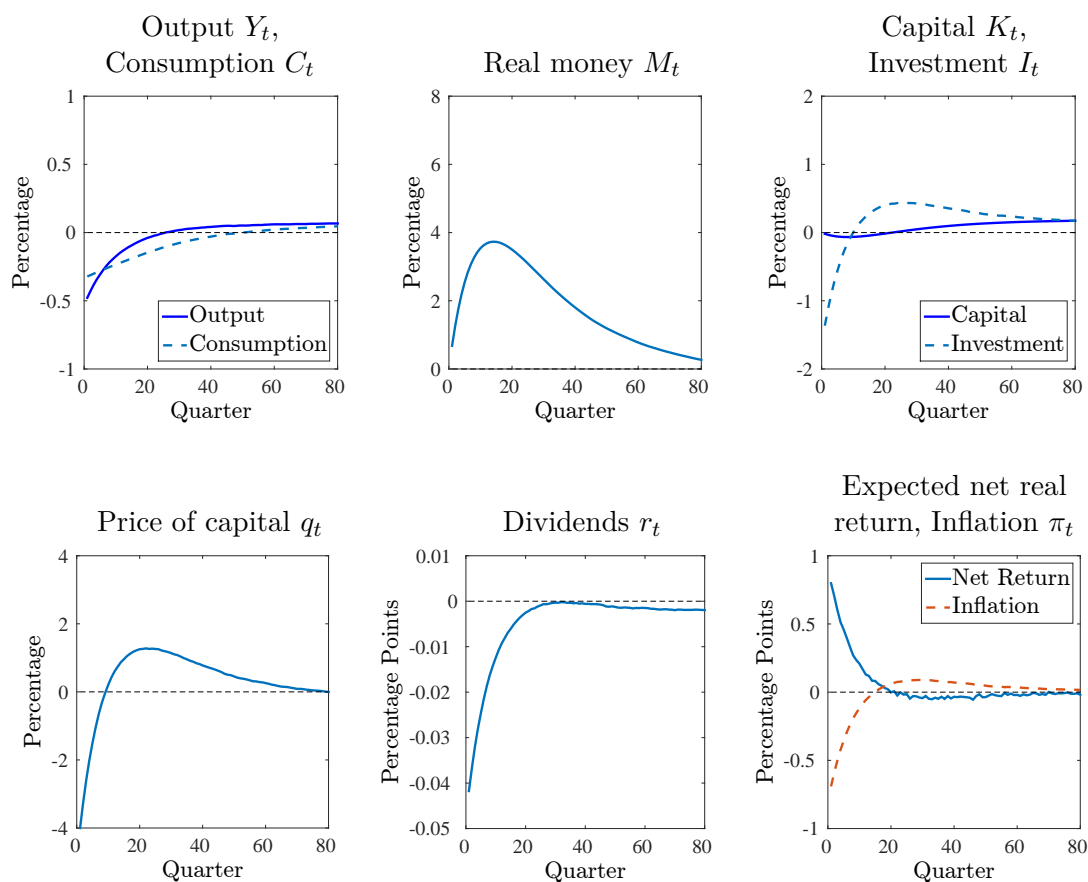 Output Y_t,
Consumption C_t
1
0.5
0
-0.5
-1
Percentage
Output
Consumption
0 20 40 60 80
Quarter
Real money M_t
8
6
4
2
0
Percentage
0 20 40 60 80
Quarter
Capital K_t,
Investment I_t
2
1
0
-1
-2
Percentage
Capital
Investment
0 20 40 60 80
Quarter
Price of capital q_t
4
2
0
-2
-4
Percentage
0 20 40 60 80
Quarter
Dividends r_t
0.01
0
-0.01
-0.02
-0.03
-0.04
-0.05
Percentage Points
0 20 40 60 80
Quarter
Expected net real
return, Inflation π_t
1
0.5
0
-0.5
-1
Percentage Points
Net Return
Inflation
0 20 40 60 80
Quarter